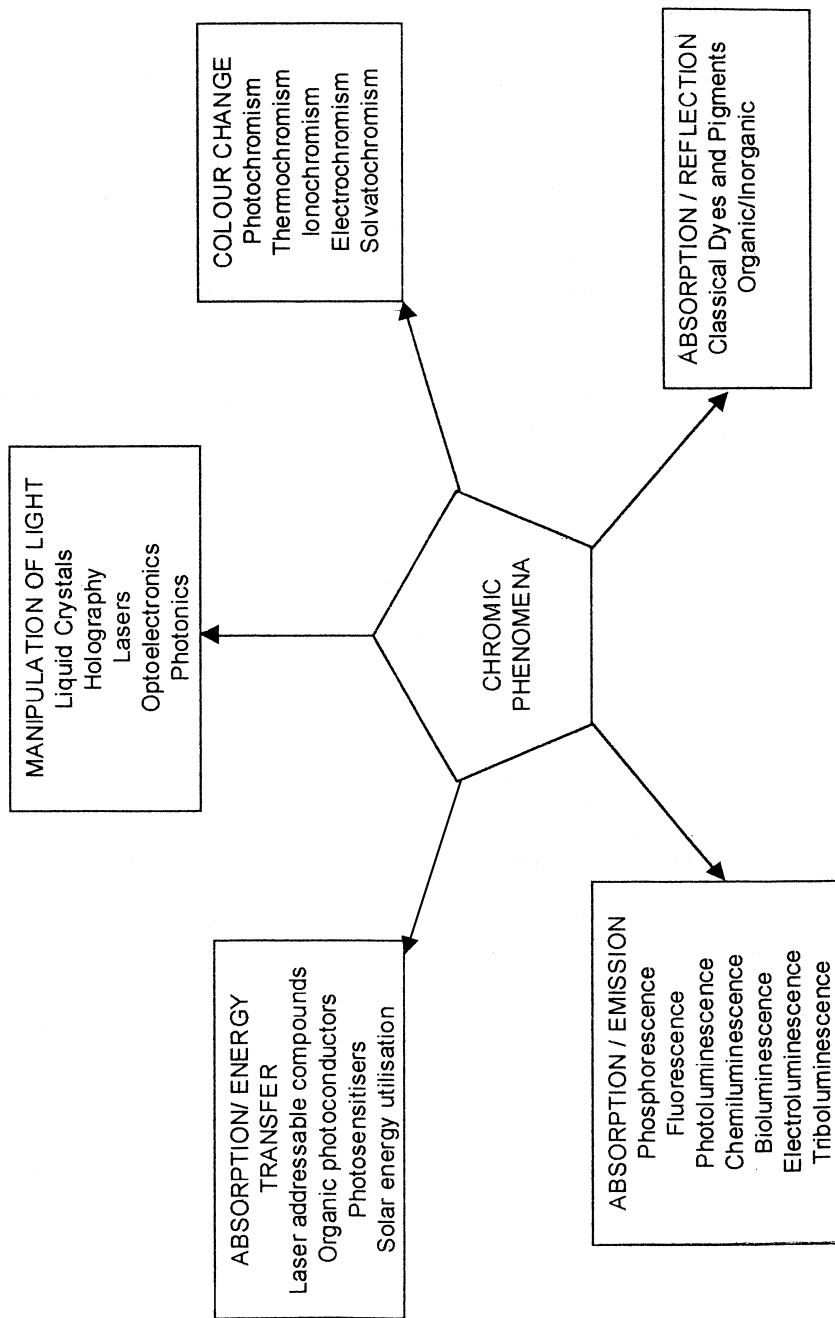 MANIPULATION OF LIGHT
Liquid Crystals
Holography
Lasers
Optoelectronics
Photonics
COLOUR CHANGE
Photochromism
Thermochromism
Ionochromism
Electrochromism
Solvatochromism
ABSORPTION / REFLECTION
Classical Dyes and Pigments
Organic/Inorganic
CHROMIC
PHENOMENA
ABSORPTION / EMISSION
Phosphorescence
Fluorescence
Photoluminescence
Chemiluminescence
Bioluminescence
Electroluminescence
Triboluminescence
ABSORPTION/ ENERGY
TRANSFER
Laser addressable compounds
Organic photoconductors
Photosensitisers
Solar energy utilisation